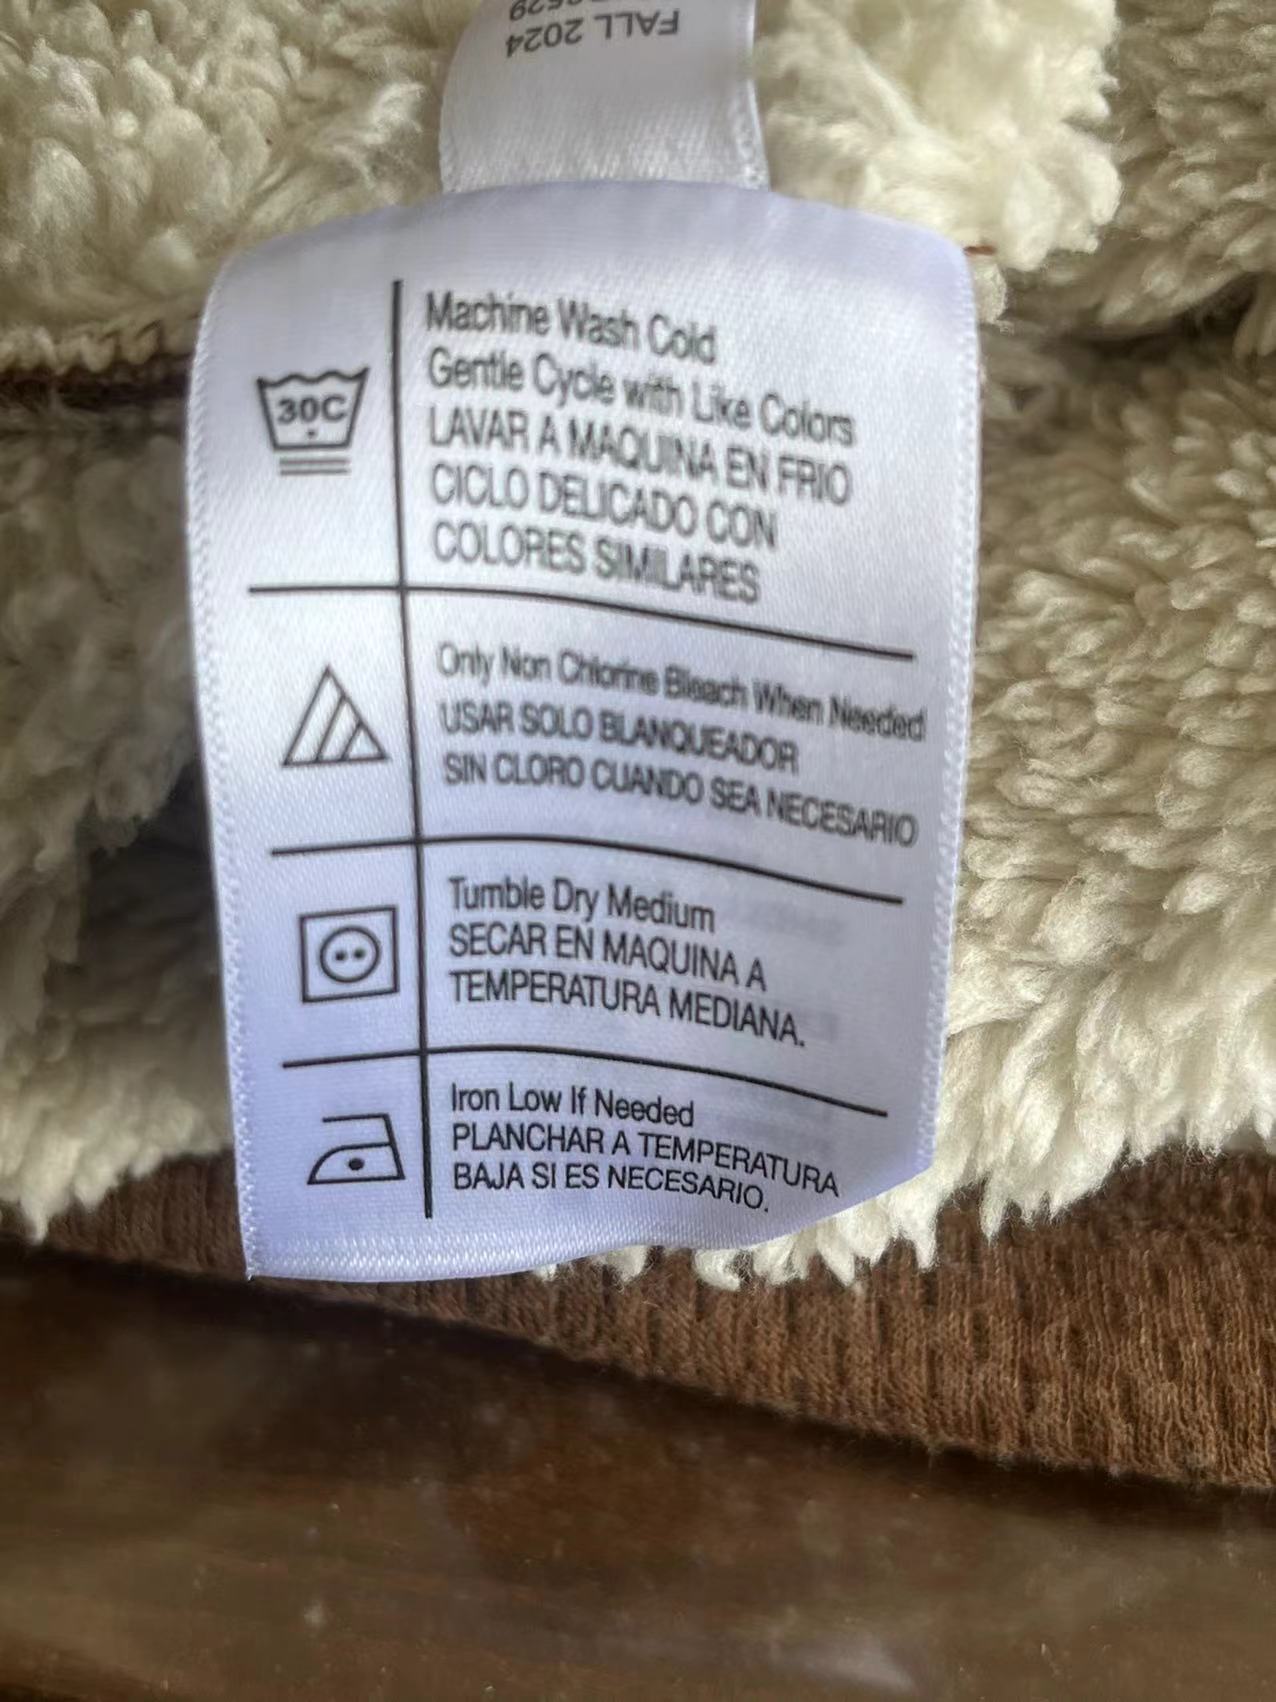 FALL 2024
30C
Machine Wash Cold
Gentle Cycle with Like Colors
LAVAR A MAQUINA EN FRIO
CICLO DELICADO CON
COLORES SIMILARES
Only Non Chlorine Bleach When Needed
USAR SOLO BLANQUEADOR
SIN CLORO CUANDO SEA NECESARIO
Tumble Dry Medium
SECAR EN MAQUINA A
TEMPERATURA MEDIANA.
Iron Low If Needed
PLANCHAR A TEMPERATURA
BAJA SI ES NECESARIO.